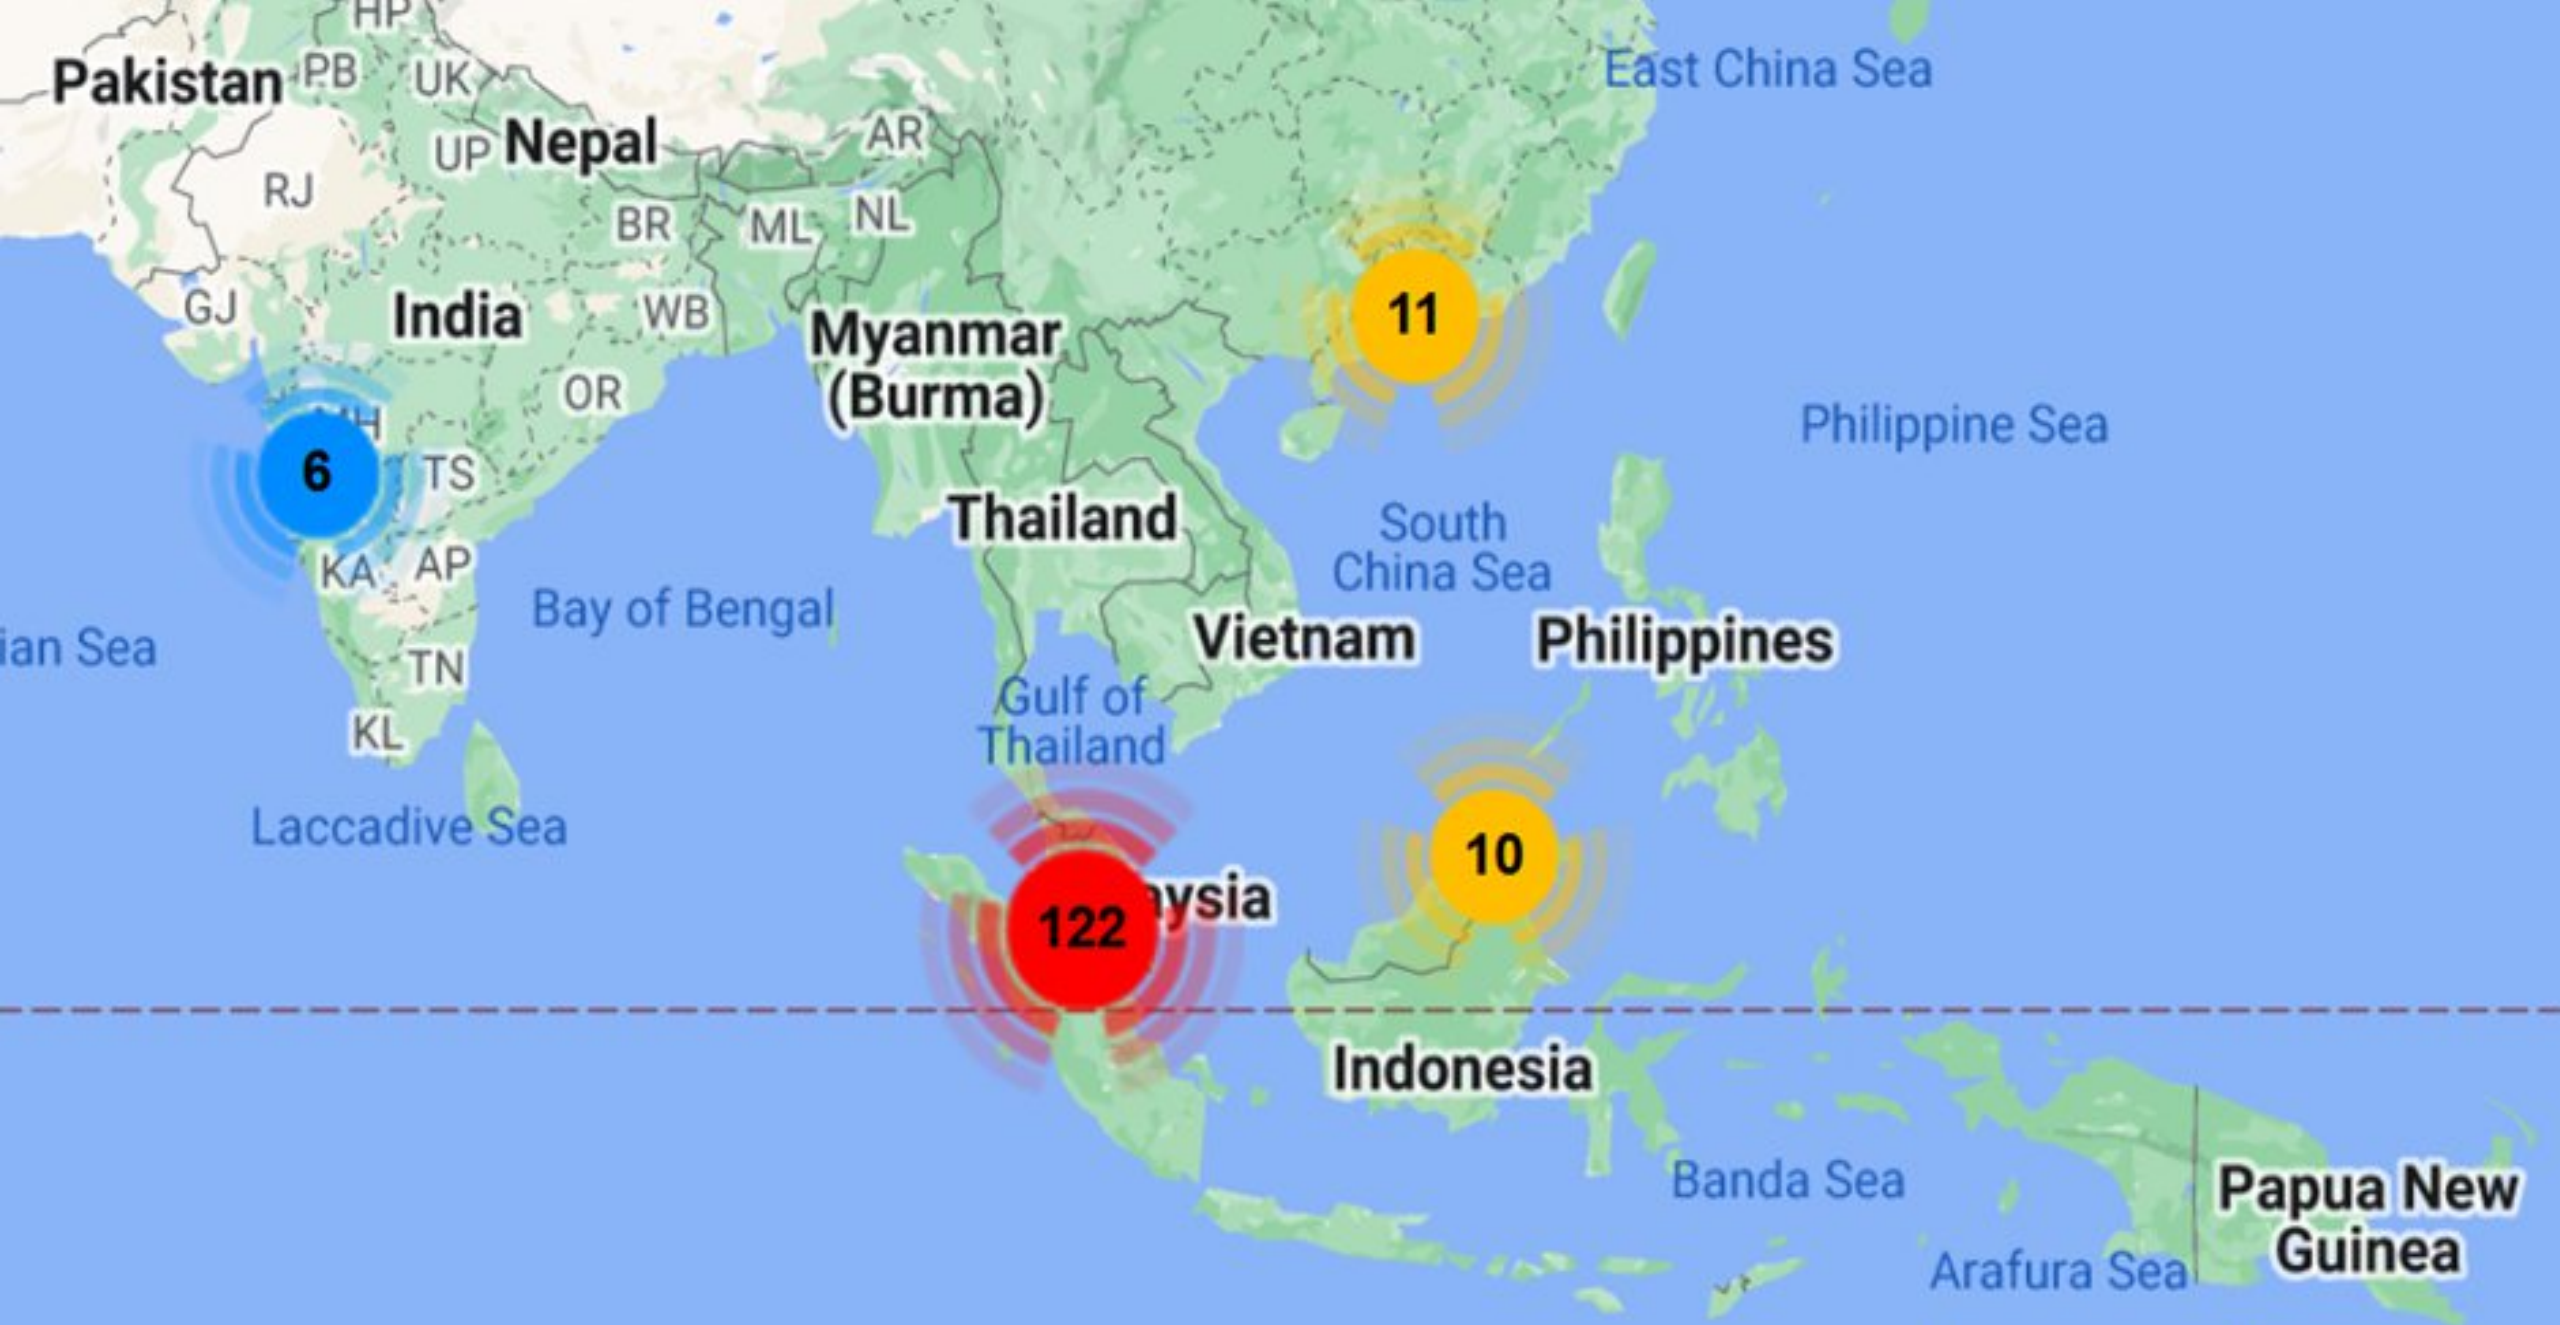 HP
Pakistan
PB
UK
East China Sea
UP
Nepal
AR
RJ
BR
ML
NL
GJ
India
WB
11
Myanmar
(Burma)
OR
MH
6
TS
Philippine Sea
Thailand
South
China Sea
KA
AP
Bay of Bengal
ian Sea
TN
Vietnam
Philippines
KL
Gulf of
Thailand
Laccadive Sea
10
122
aysia
Indonesia
Banda Sea
Papua New
Guinea
Arafura Sea